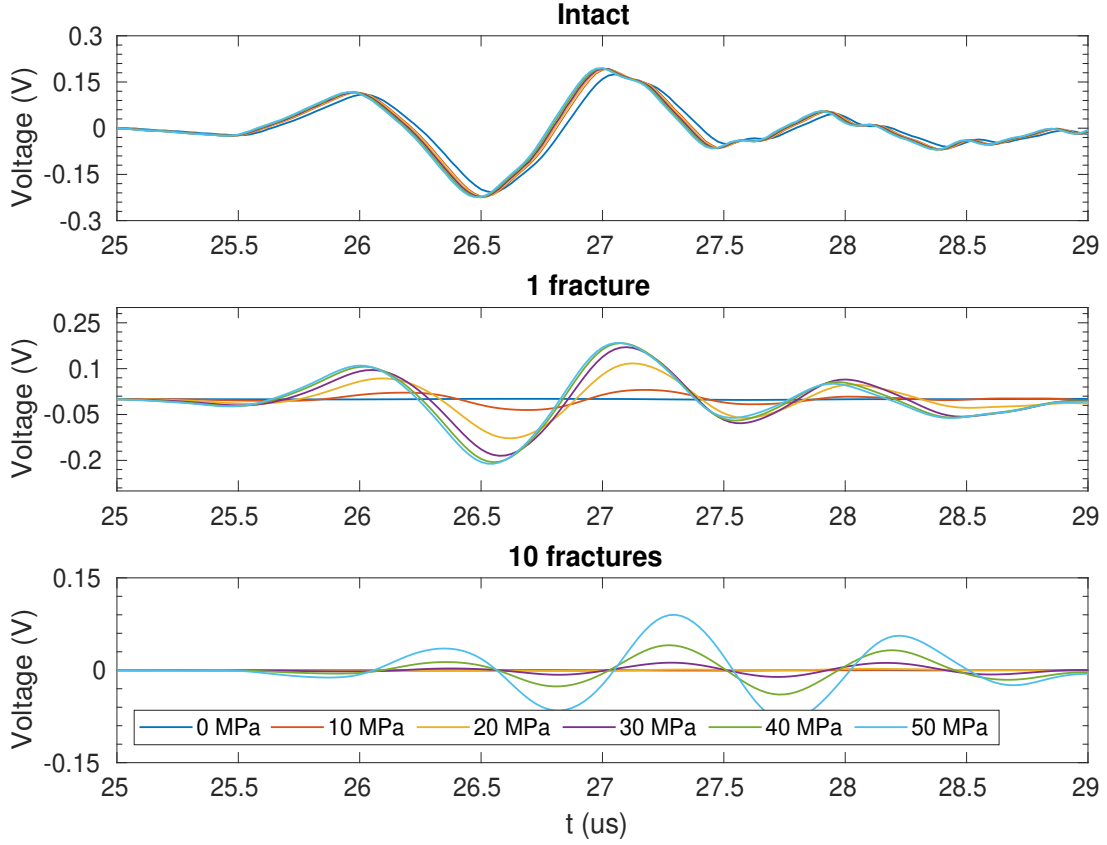 Intact
Voltage (V)
0.3
0.15
0
-0.15
-0.3
25 25.5 26 26.5 27 27.5 28 28.5 29
1 fracture
Voltage (V)
0.25
0.1
-0.05
-0.2
25 25.5 26 26.5 27 27.5 28 28.5 29
10 fractures
Voltage (V)
0.15
0
-0.15
0 MPa 10 MPa 20 MPa 30 MPa 40 MPa 50 MPa
25 25.5 26 26.5 27 27.5 28 28.5 29
t (us)